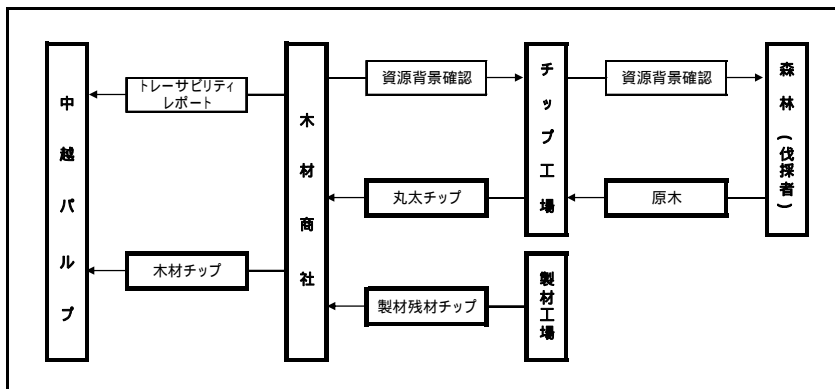 中越パルプ
トレーサビリティ
レポート
木材チップ
木材商社
資源背景確認
丸太チップ
製材残材チップ
チップ工場
製材工場
資源背景確認
原木
森林(伐採者)